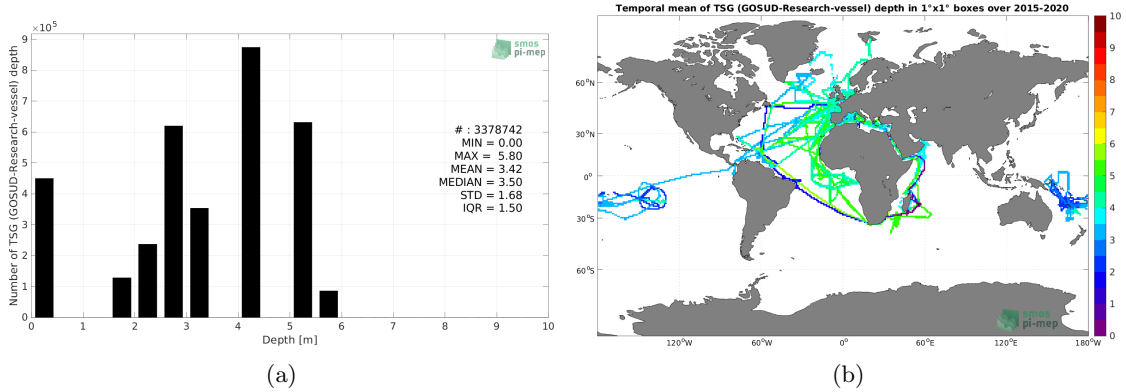 ×10^5
9
8
7
6
5
4
3
2
1
0
Number of TSG (GOSUD-Research-vessel) depth
smos
pi-mep
# : 3378742
MIN = 0.00
MAX = 5.80
MEAN = 3.42
MEDIAN = 3.50
STD = 1.68
IQR = 1.50
0 1 2 3 4 5 6 7 8 9 10
Depth [m]
(a)
Temporal mean of TSG (GOSUD-Research-vessel) depth in 1°x1° boxes over 2015-2020
60°N
30°N
0°
30°S
60°S
120°W 60°W 0° 60°E 120°E 180°W
smos
pi-mep
10
9
8
7
6
5
4
3
2
1
0
(b)